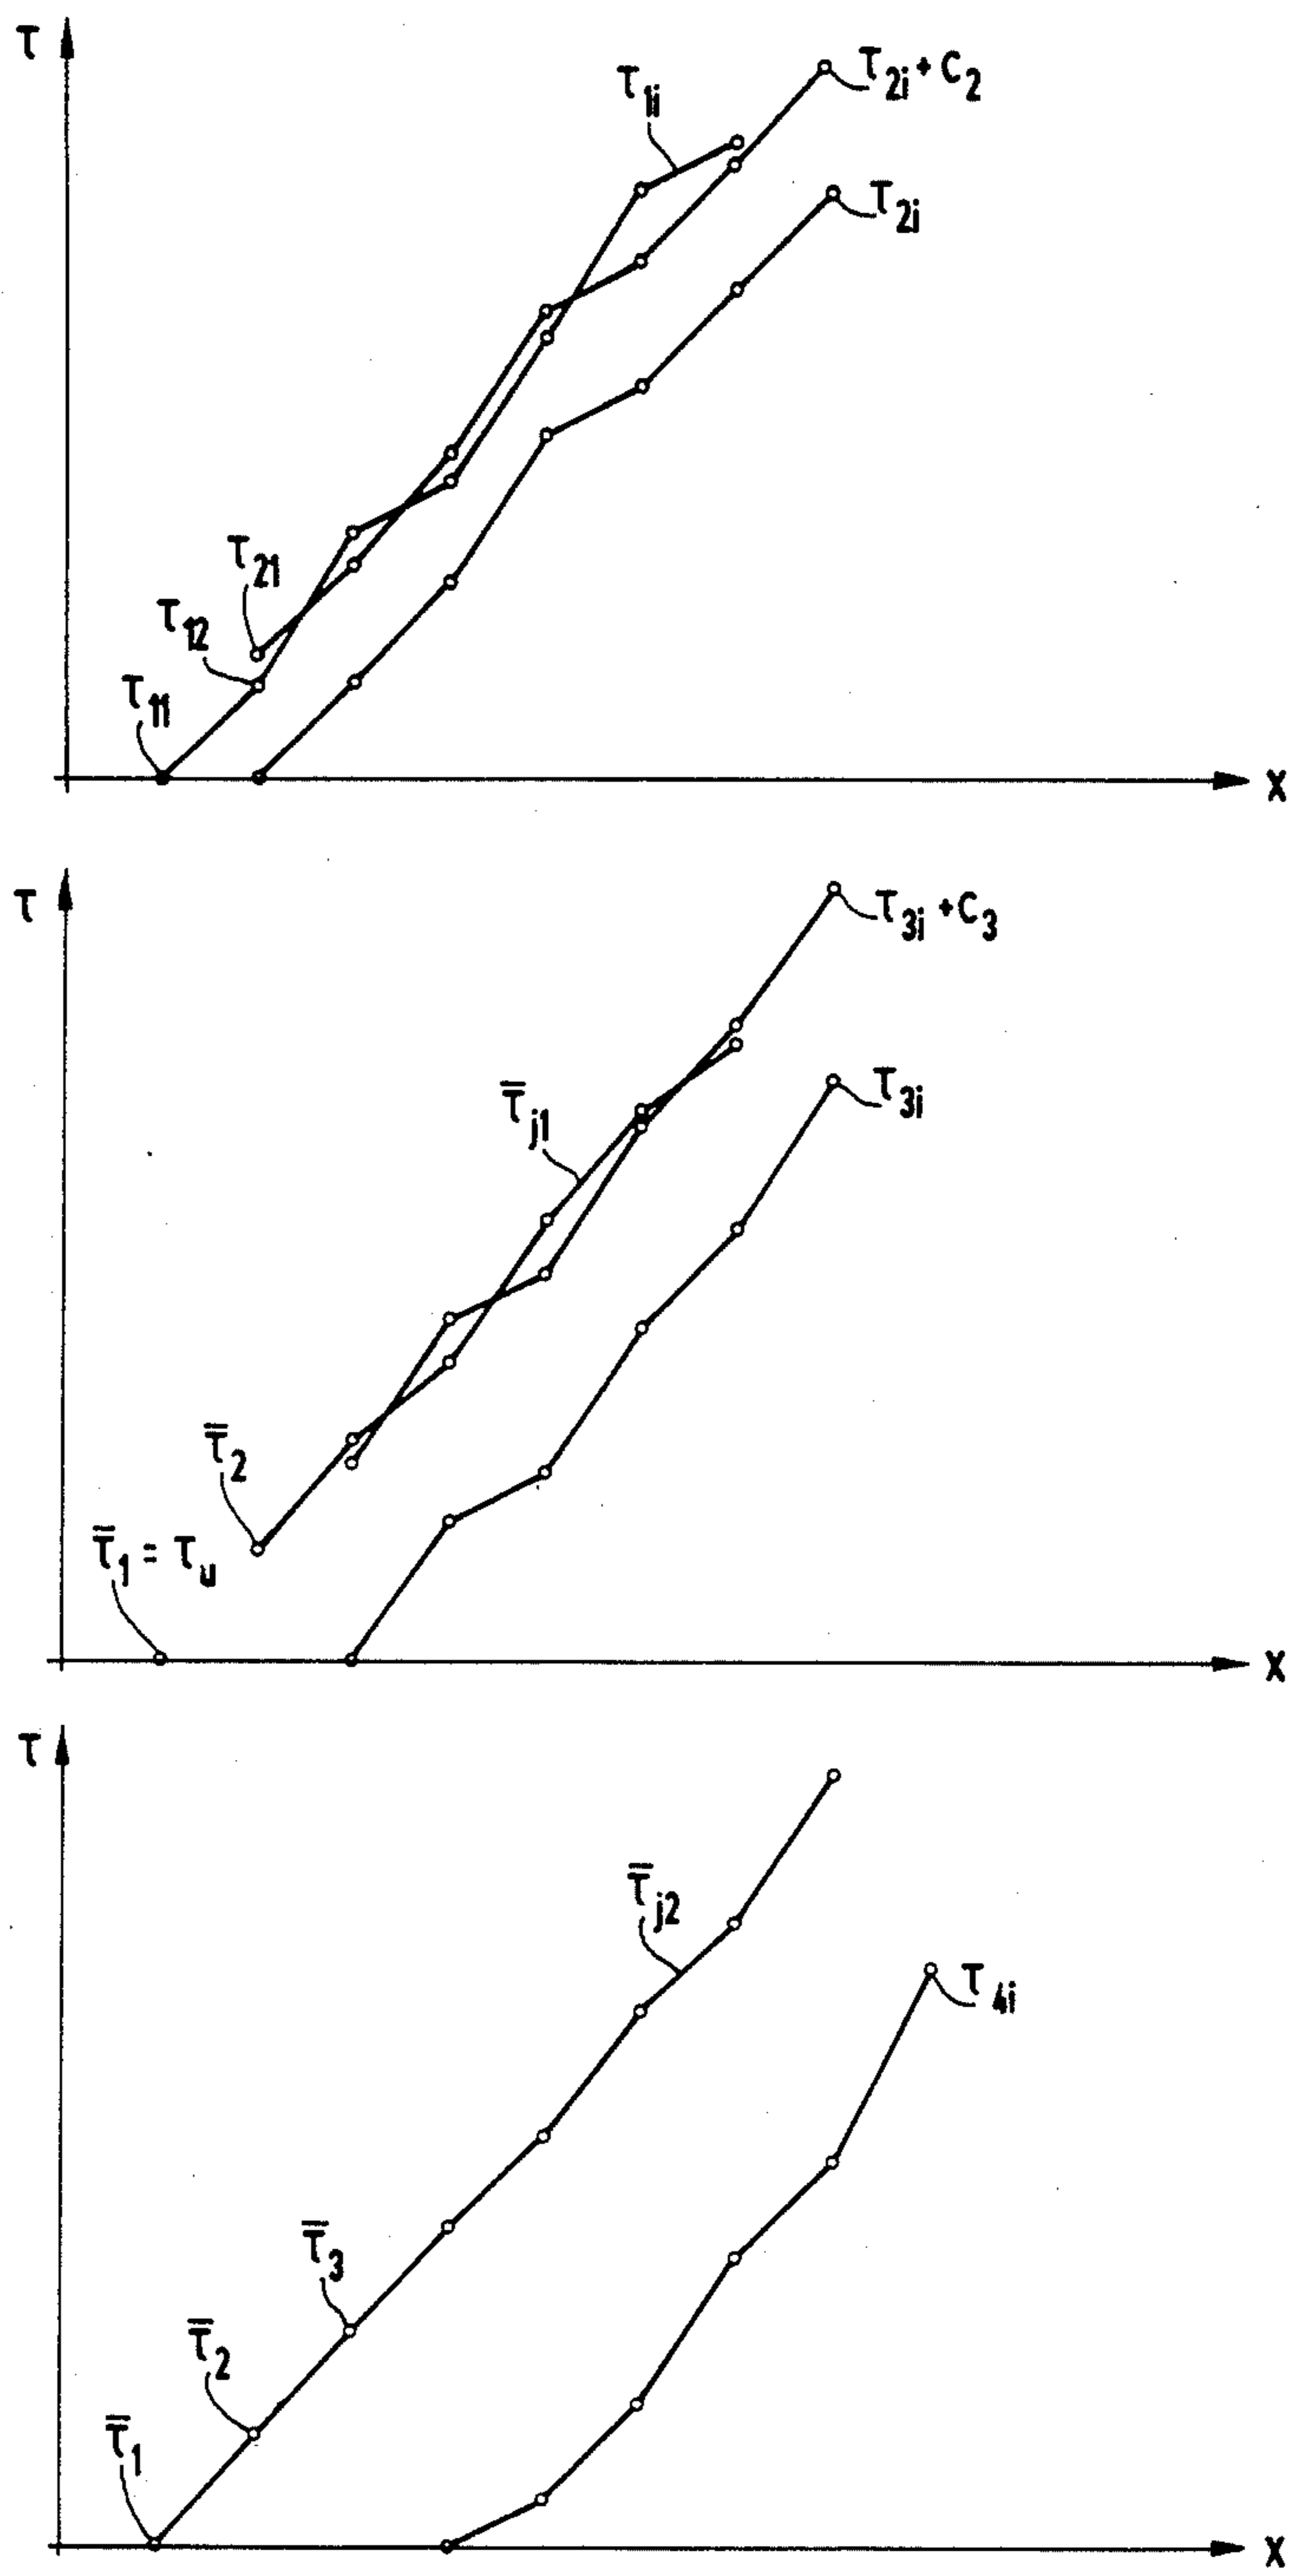 τ
τ₁ᵢ
τ₂ᵢ + c₂
τ₂ᵢ
τ₂₁
τ₁₂
τ₁₁
x
τ
τ₃ᵢ + c₃
τ₃ᵢ
τ̄ⱼ₁
τ̄₂
τ̄₁ = τᵤ
x
τ
τ̄ⱼ₂
τ₄ᵢ
τ̄₃
τ̄₂
τ̄₁
x